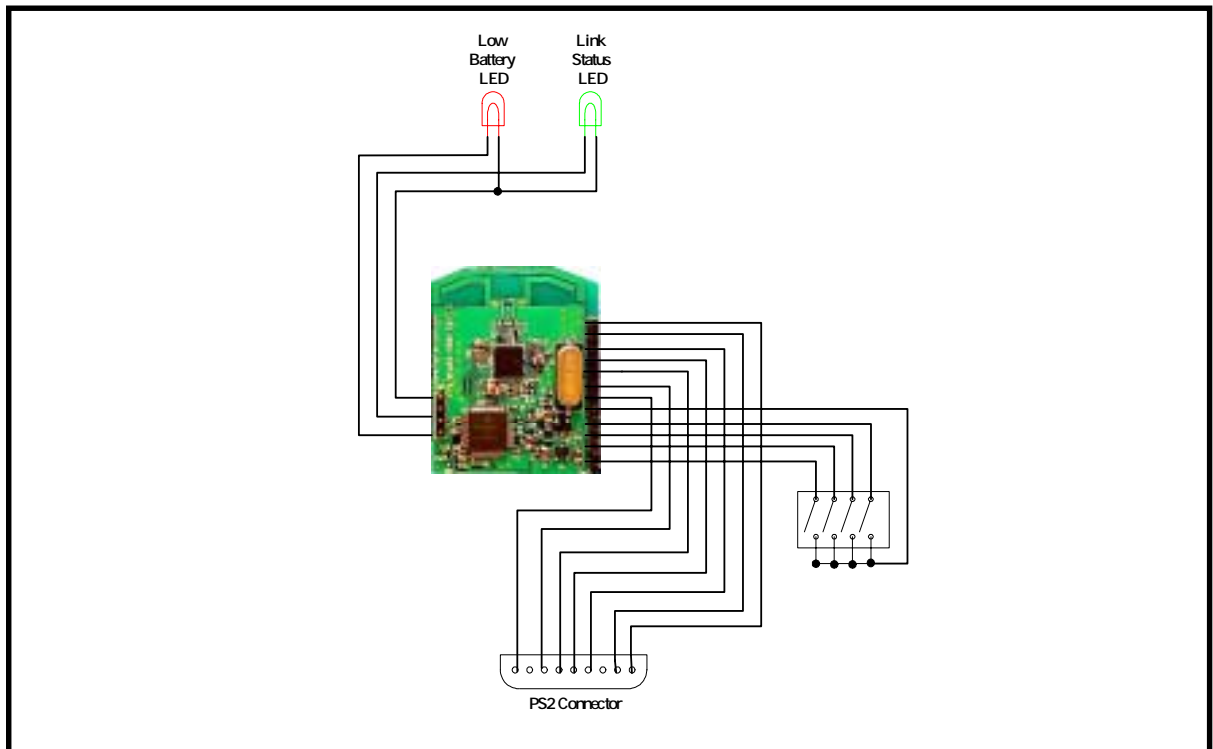 Low
Battery
LED
Link
Status
LED
PS2 Connector